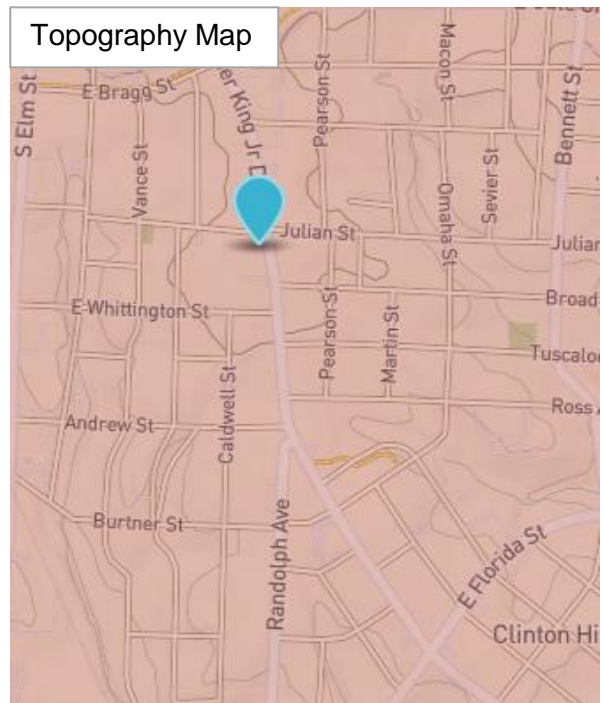 Topography Map
S Elm St
E Bragg St
King Jr
Pearson St
Macon St
Bennett St
Vance St
Sevier St
Omaha St
Julian St
Julian
E Whittington St
Pearson St
Martin St
Broad
Tuscaloo
Caldwell St
Ross
Andrew St
Burtner St
Randolph Ave
E Florida St
Clinton Hi